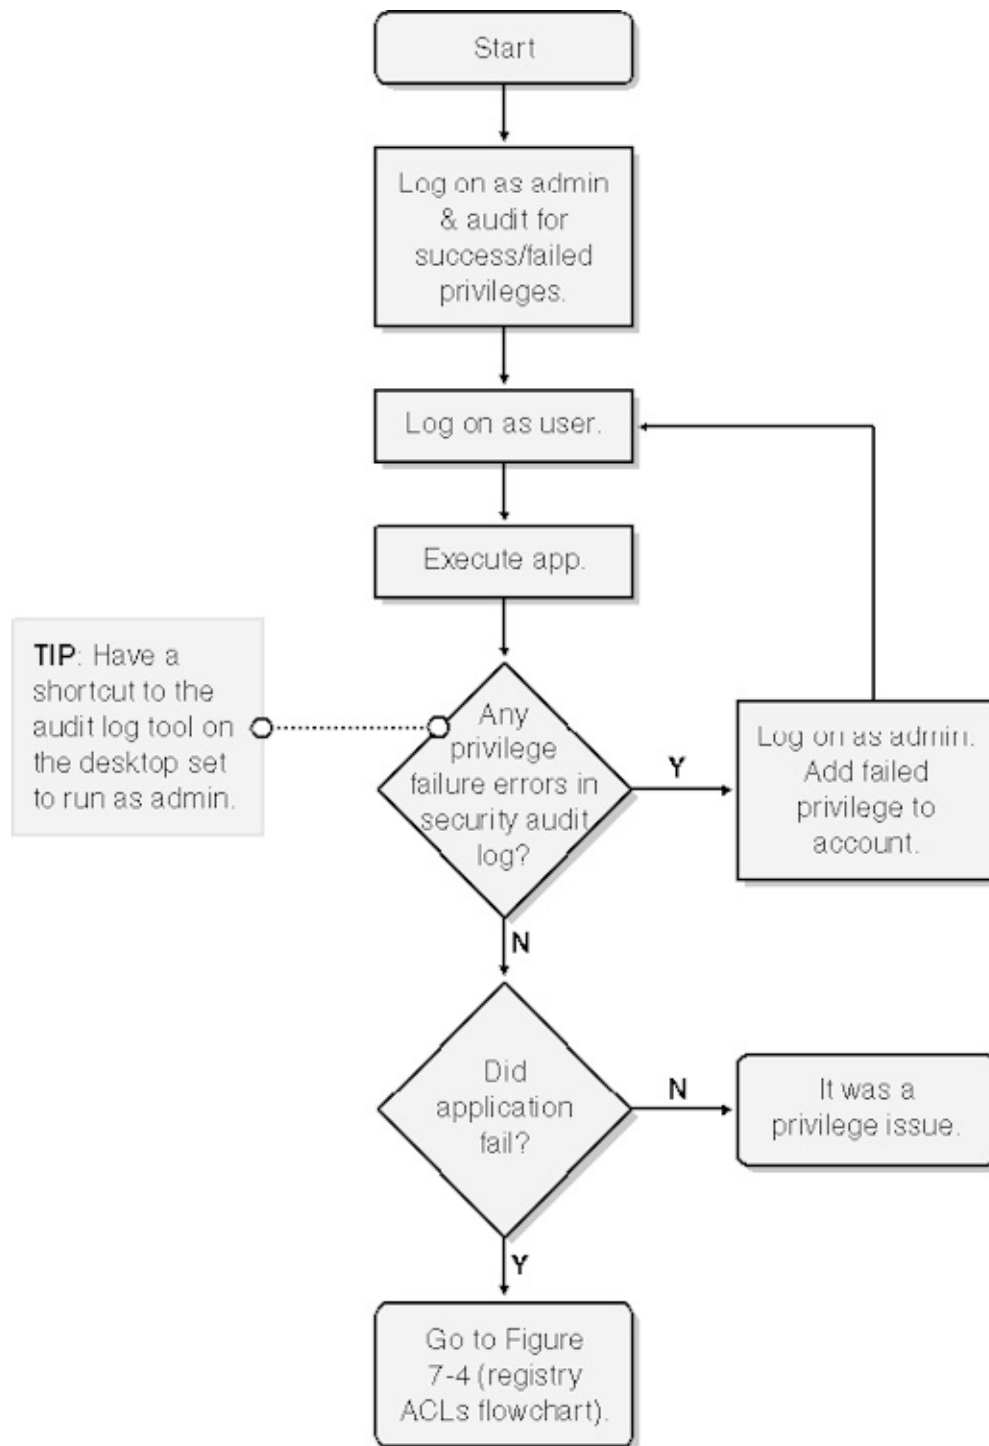 Start
Log on as admin
& audit for
success/failed
privileges.
Log on as user.
Execute app.
TIP: Have a
shortcut to the
audit log tool on
the desktop set
to run as admin.
Any
privilege
failure errors in
security audit
log?
Y
Log on as admin.
Add failed
privilege to
account.
N
Did
application
fail?
N
It was a
privilege issue.
Y
Go to Figure
7-4 (registry
ACLs flowchart).